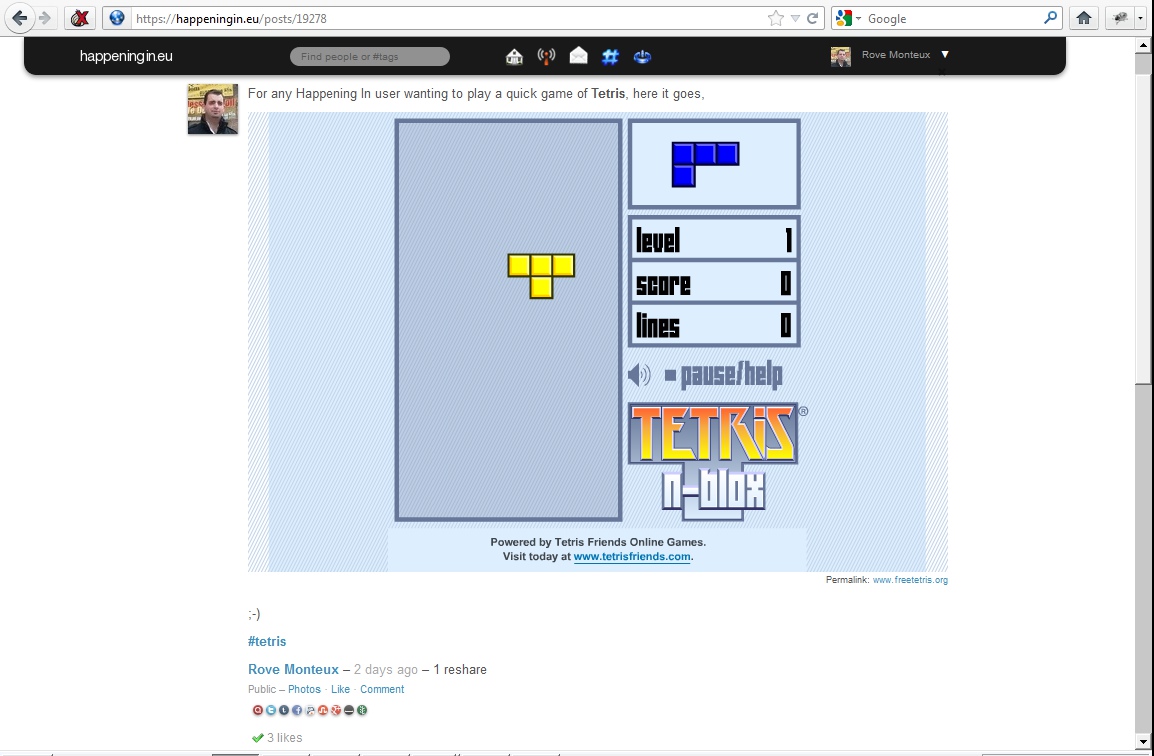 https://happeningin.eu/posts/19278
Google
happeningin.eu
Find people or #tags
Rove Monteux
For any Happening In user wanting to play a quick game of Tetris, here it goes,
level 1
score 0
lines 0
pause/help
TETRIS®
n-blox
Powered by Tetris Friends Online Games.
Visit today at www.tetrisfriends.com.
Permalink: www.freetetris.org
;-)
#tetris
Rove Monteux – 2 days ago – 1 reshare
Public – Photos · Like · Comment
3 likes